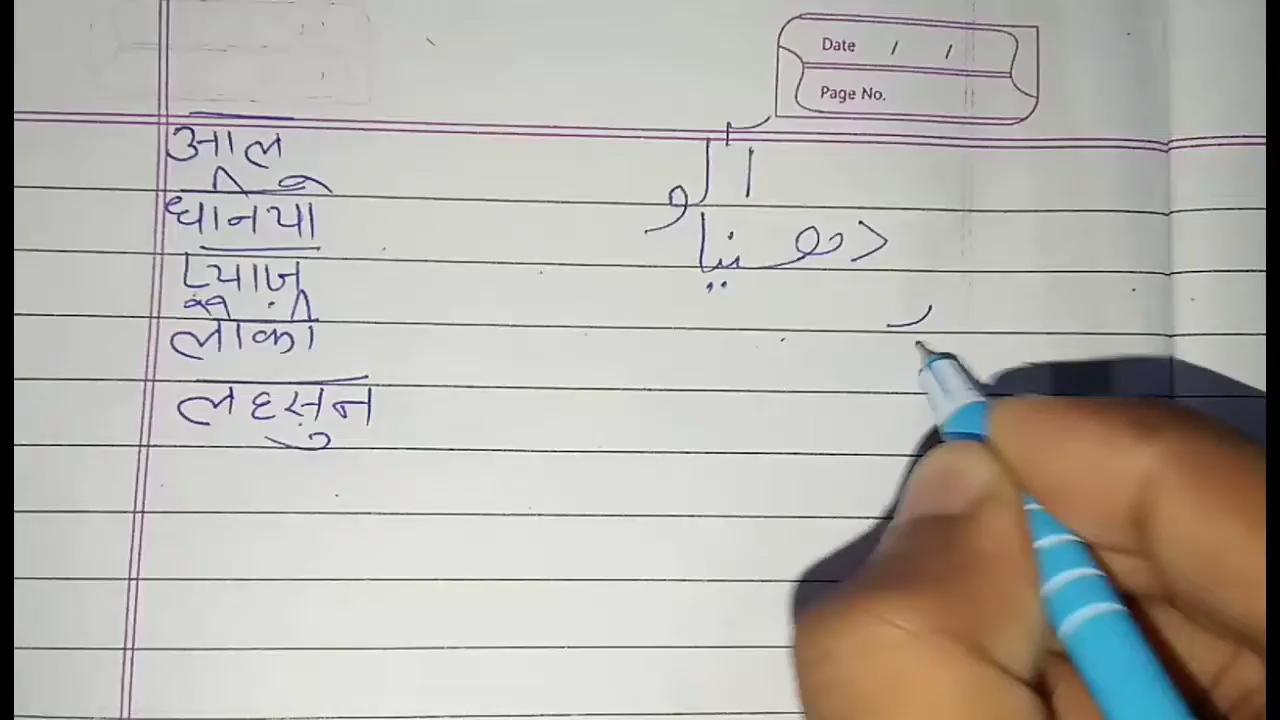 Date / /
Page No.
आलू آلو
धनिया دھنیا
प्याज़
लौकी
लहसुन